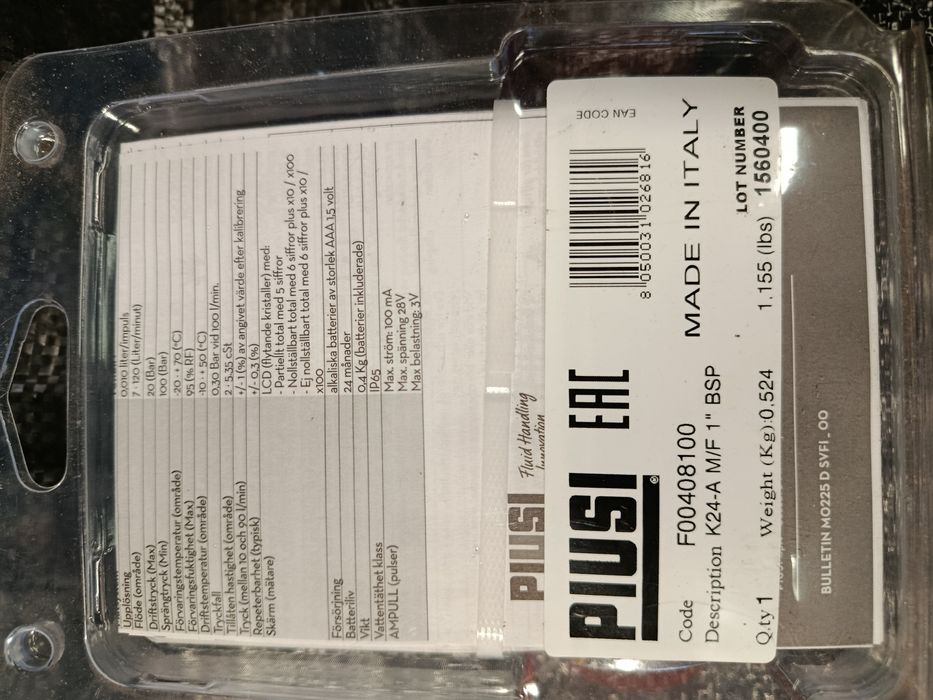 Upplösning 0,010 liter/impuls
Flöde (område) 7 - 120 (Liter/minut)
Driftstryck (Max) 20 (Bar)
Sprängtryck (Min) 100 (Bar)
Förvaringstemperatur (område) -20 ÷ + 70 (°C)
Förvaringsfuktighet (Max) 95 (% RF)
Driftstemperatur (område) -10 ÷ + 50 (°C)
Tryckfall 0,30 Bar vid 100 l/min.
Tillåten hastighet (område) 2 - 5,35 cSt
Tryck (mellan 10 och 90 l/min) +/- 1 (%) av angivet värde efter kalibrering
Repeterbarhet (typisk) +/- 0,3 (%)
Skärm (mätare) LCD (flytande kristaller) med:
- Partiellt total med 5 siffror
- Nollställbart total med 6 siffror plus x10 / x100
- Ej nollställbart total med 6 siffror plus x10 /
x100
Försörjning alkaliska batterier av storlek AAA 1,5 volt
Batteriliv 24 månader
Vikt 0,4 Kg (batterier inkluderade)
Vattentäthet klass IP65
AMPULL (pulser) Max. ström: 100 mA
Max. spänning 28V
Max belastning: 3V
PIUSI Fluid Handling
Innovation
EAN CODE
8 050031 026816
PIUSI EAC
MADE IN ITALY
Code F00408100
Description K24-A M/F 1" BSP
LOT NUMBER
Q.ty 1 Weight (Kg):0.524 1.155 (lbs) 1560400
BULLETIN MO225 D SVFI_00